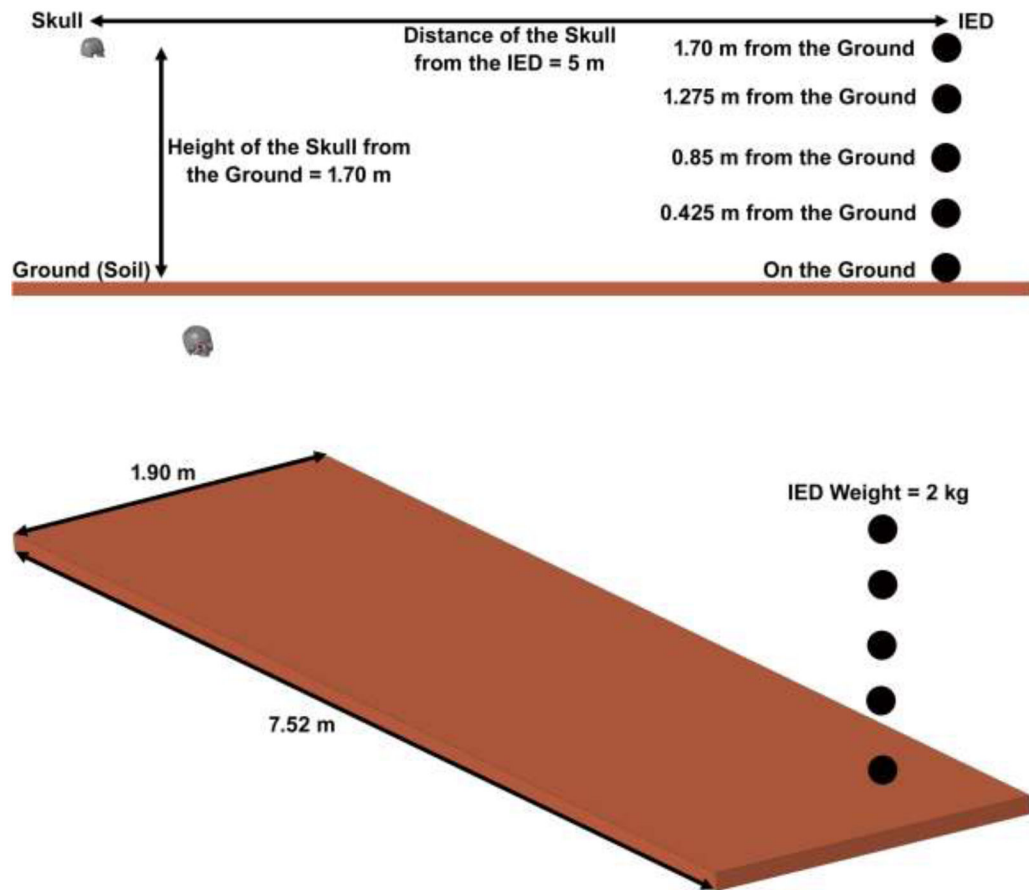 Skull
IED
Distance of the Skull
from the IED = 5 m
1.70 m from the Ground
1.275 m from the Ground
Height of the Skull from
the Ground = 1.70 m
0.85 m from the Ground
0.425 m from the Ground
Ground (Soil)
On the Ground
1.90 m
IED Weight = 2 kg
7.52 m